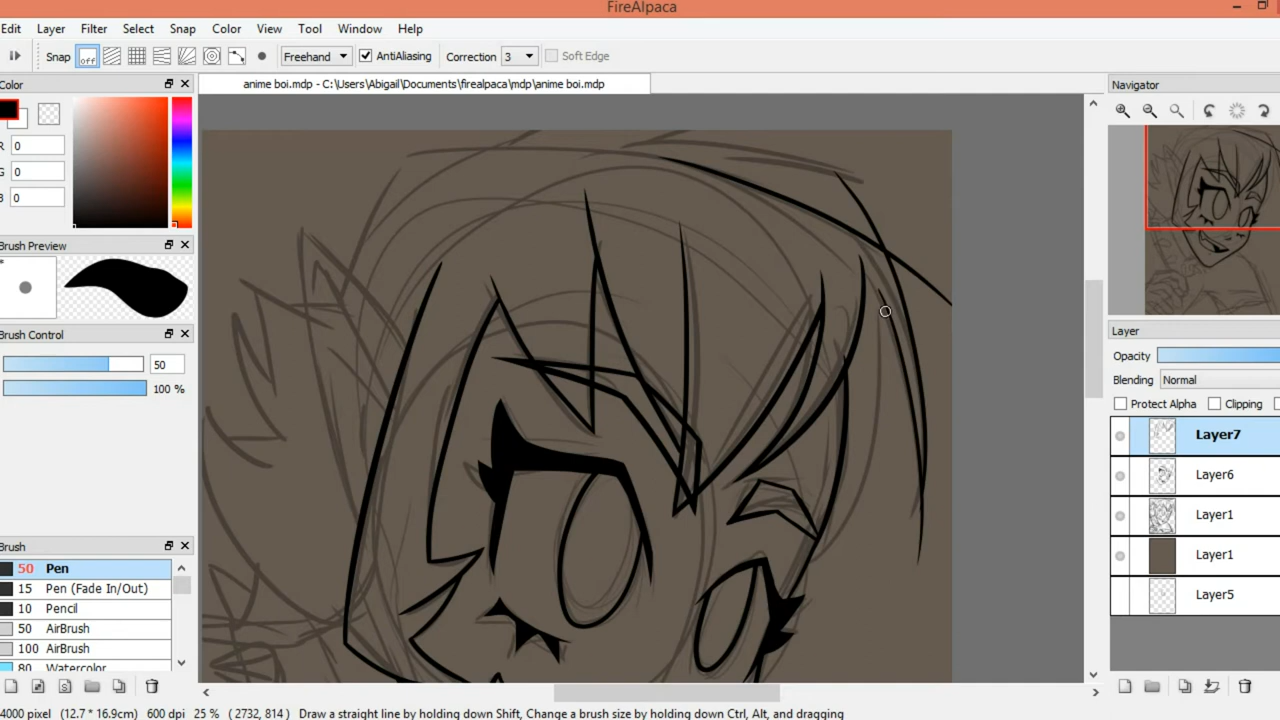 FireAlpaca
Edit Layer Filter Select Snap Color View Tool Window Help
Snap off Freehand AntiAliasing Correction 3 Soft Edge
Color
anime boi.mdp - C:\Users\Abigail\Documents\firealpaca\mdp\anime boi.mdp
Navigator
R 0
G 0
B 0
Brush Preview
Brush Control
50
100 %
Layer
Opacity
Blending Normal
Protect Alpha Clipping
Layer7
Layer6
Layer1
Layer1
Layer5
Brush
50 Pen
15 Pen (Fade In/Out)
10 Pencil
50 AirBrush
100 AirBrush
80 Watercolor
4000 pixel (12.7 * 16.9cm) 600 dpi 25 % ( 2732, 814 ) Draw a straight line by holding down Shift, Change a brush size by holding down Ctrl, Alt, and dragging